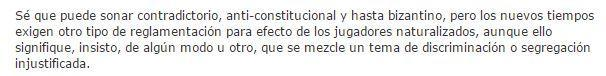 Sé que puede sonar contradictorio, anti-constitucional y hasta bizantino, pero los nuevos tiempos
exigen otro tipo de reglamentación para efecto de los jugadores naturalizados, aunque ello
signifique, insisto, de algún modo u otro, que se mezcle un tema de discriminación o segregación
injustificada.